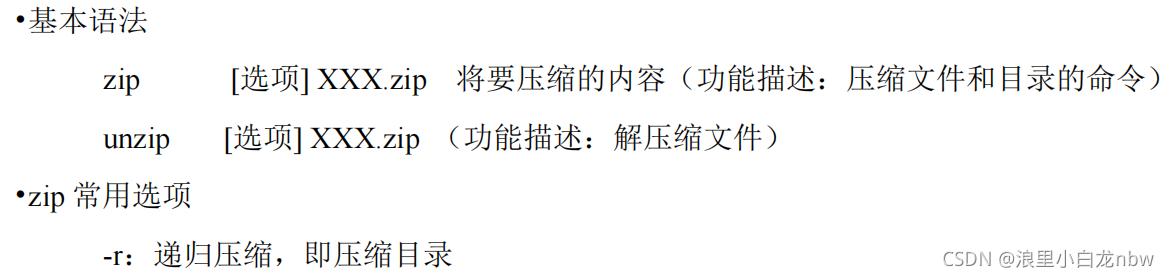 •基本语法
zip [选项] XXX.zip 将要压缩的内容（功能描述：压缩文件和目录的命令）
unzip [选项] XXX.zip （功能描述：解压缩文件）
•zip 常用选项
-r：递归压缩，即压缩目录
CSDN @浪里小白龙nbw